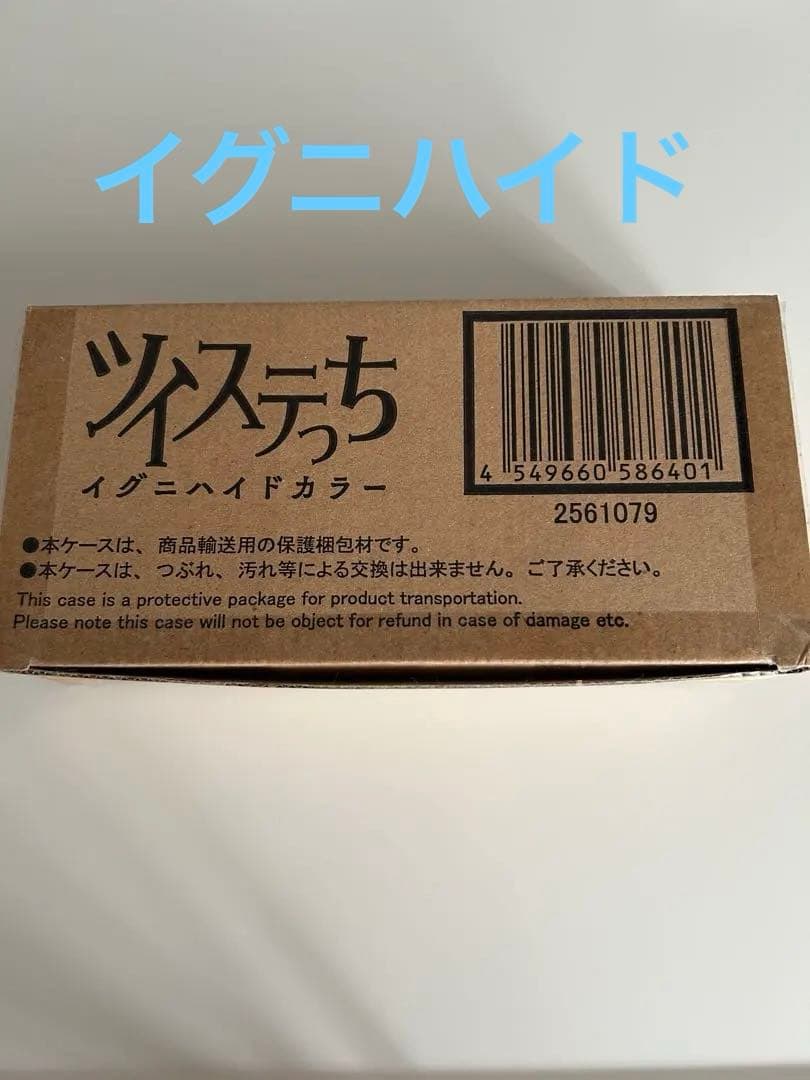 イグニハイド
ツイステっち
イグニハイドカラー
4 549660 586401
2561079
●本ケースは、商品輸送用の保護梱包材です。
●本ケースは、つぶれ、汚れ等による交換は出来ません。ご了承ください。
This case is a protective package for product transportation.
Please note this case will not be object for refund in case of damage etc.